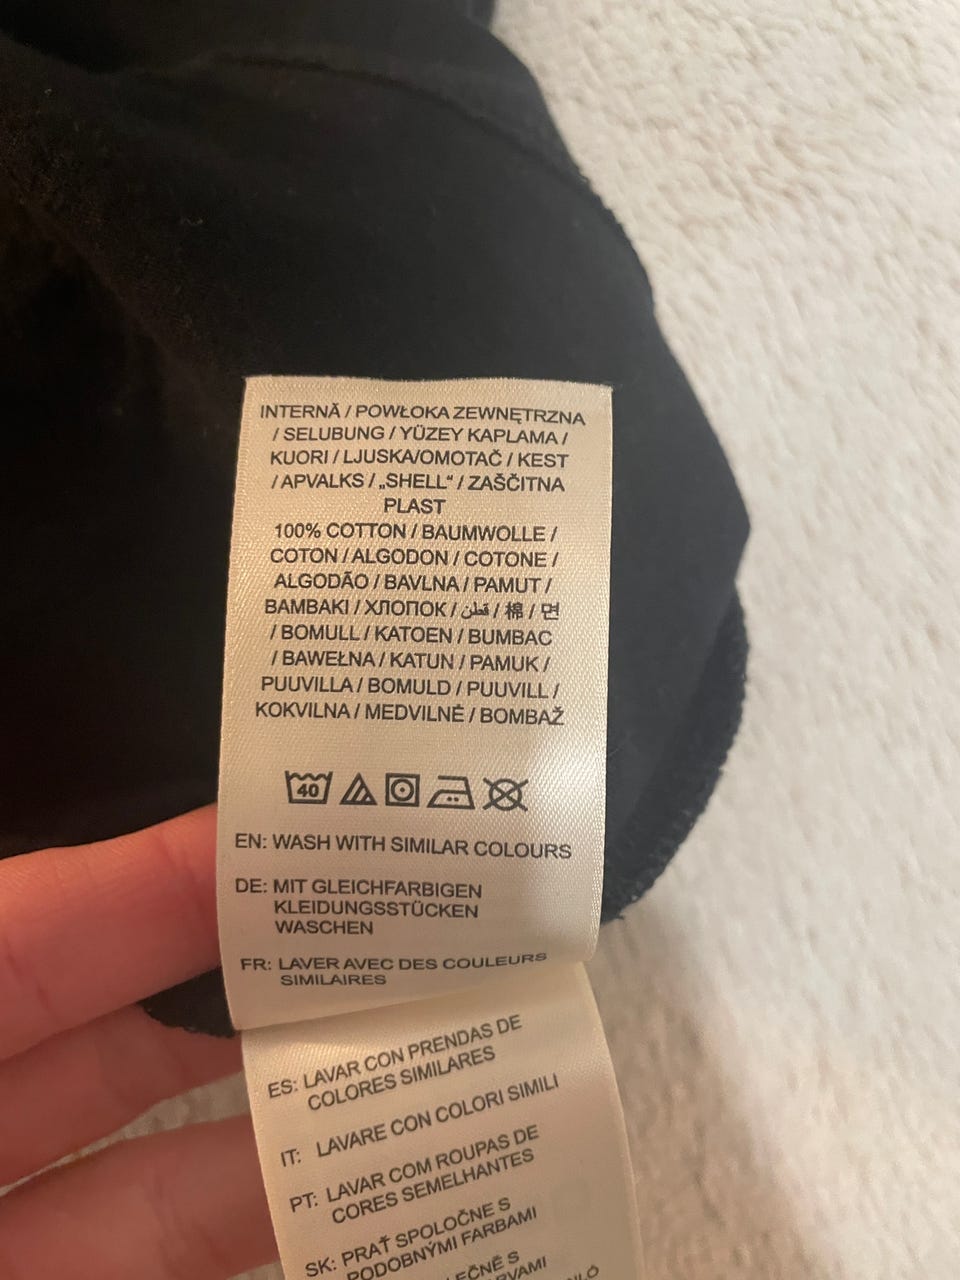 INTERNĂ / POWŁOKA ZEWNĘTRZNA
/ SELUBUNG / YÜZEY KAPLAMA /
KUORI / LJUSKA/OMOTAČ / KEST
/ APVALKS / „SHELL“ / ZAŠČITNA
PLAST
100% COTTON / BAUMWOLLE /
COTON / ALGODON / COTONE /
ALGODÃO / BAVLNA / PAMUT /
BAMBAKI / ХЛОПОК / قطن / 棉 / 면
/ BOMULL / KATOEN / BUMBAC
/ BAWEŁNA / KATUN / PAMUK /
PUUVILLA / BOMULD / PUUVILL /
KOKVILNA / MEDVILNĖ / BOMBAŽ
40
EN: WASH WITH SIMILAR COLOURS
DE: MIT GLEICHFARBIGEN
KLEIDUNGSSTÜCKEN
WASCHEN
FR: LAVER AVEC DES COULEURS
SIMILAIRES
ES: LAVAR CON PRENDAS DE
COLORES SIMILARES
IT: LAVARE CON COLORI SIMILI
PT: LAVAR COM ROUPAS DE
CORES SEMELHANTES
SK: PRAŤ SPOLOČNE S
PODOBNÝMI FARBAMI
S